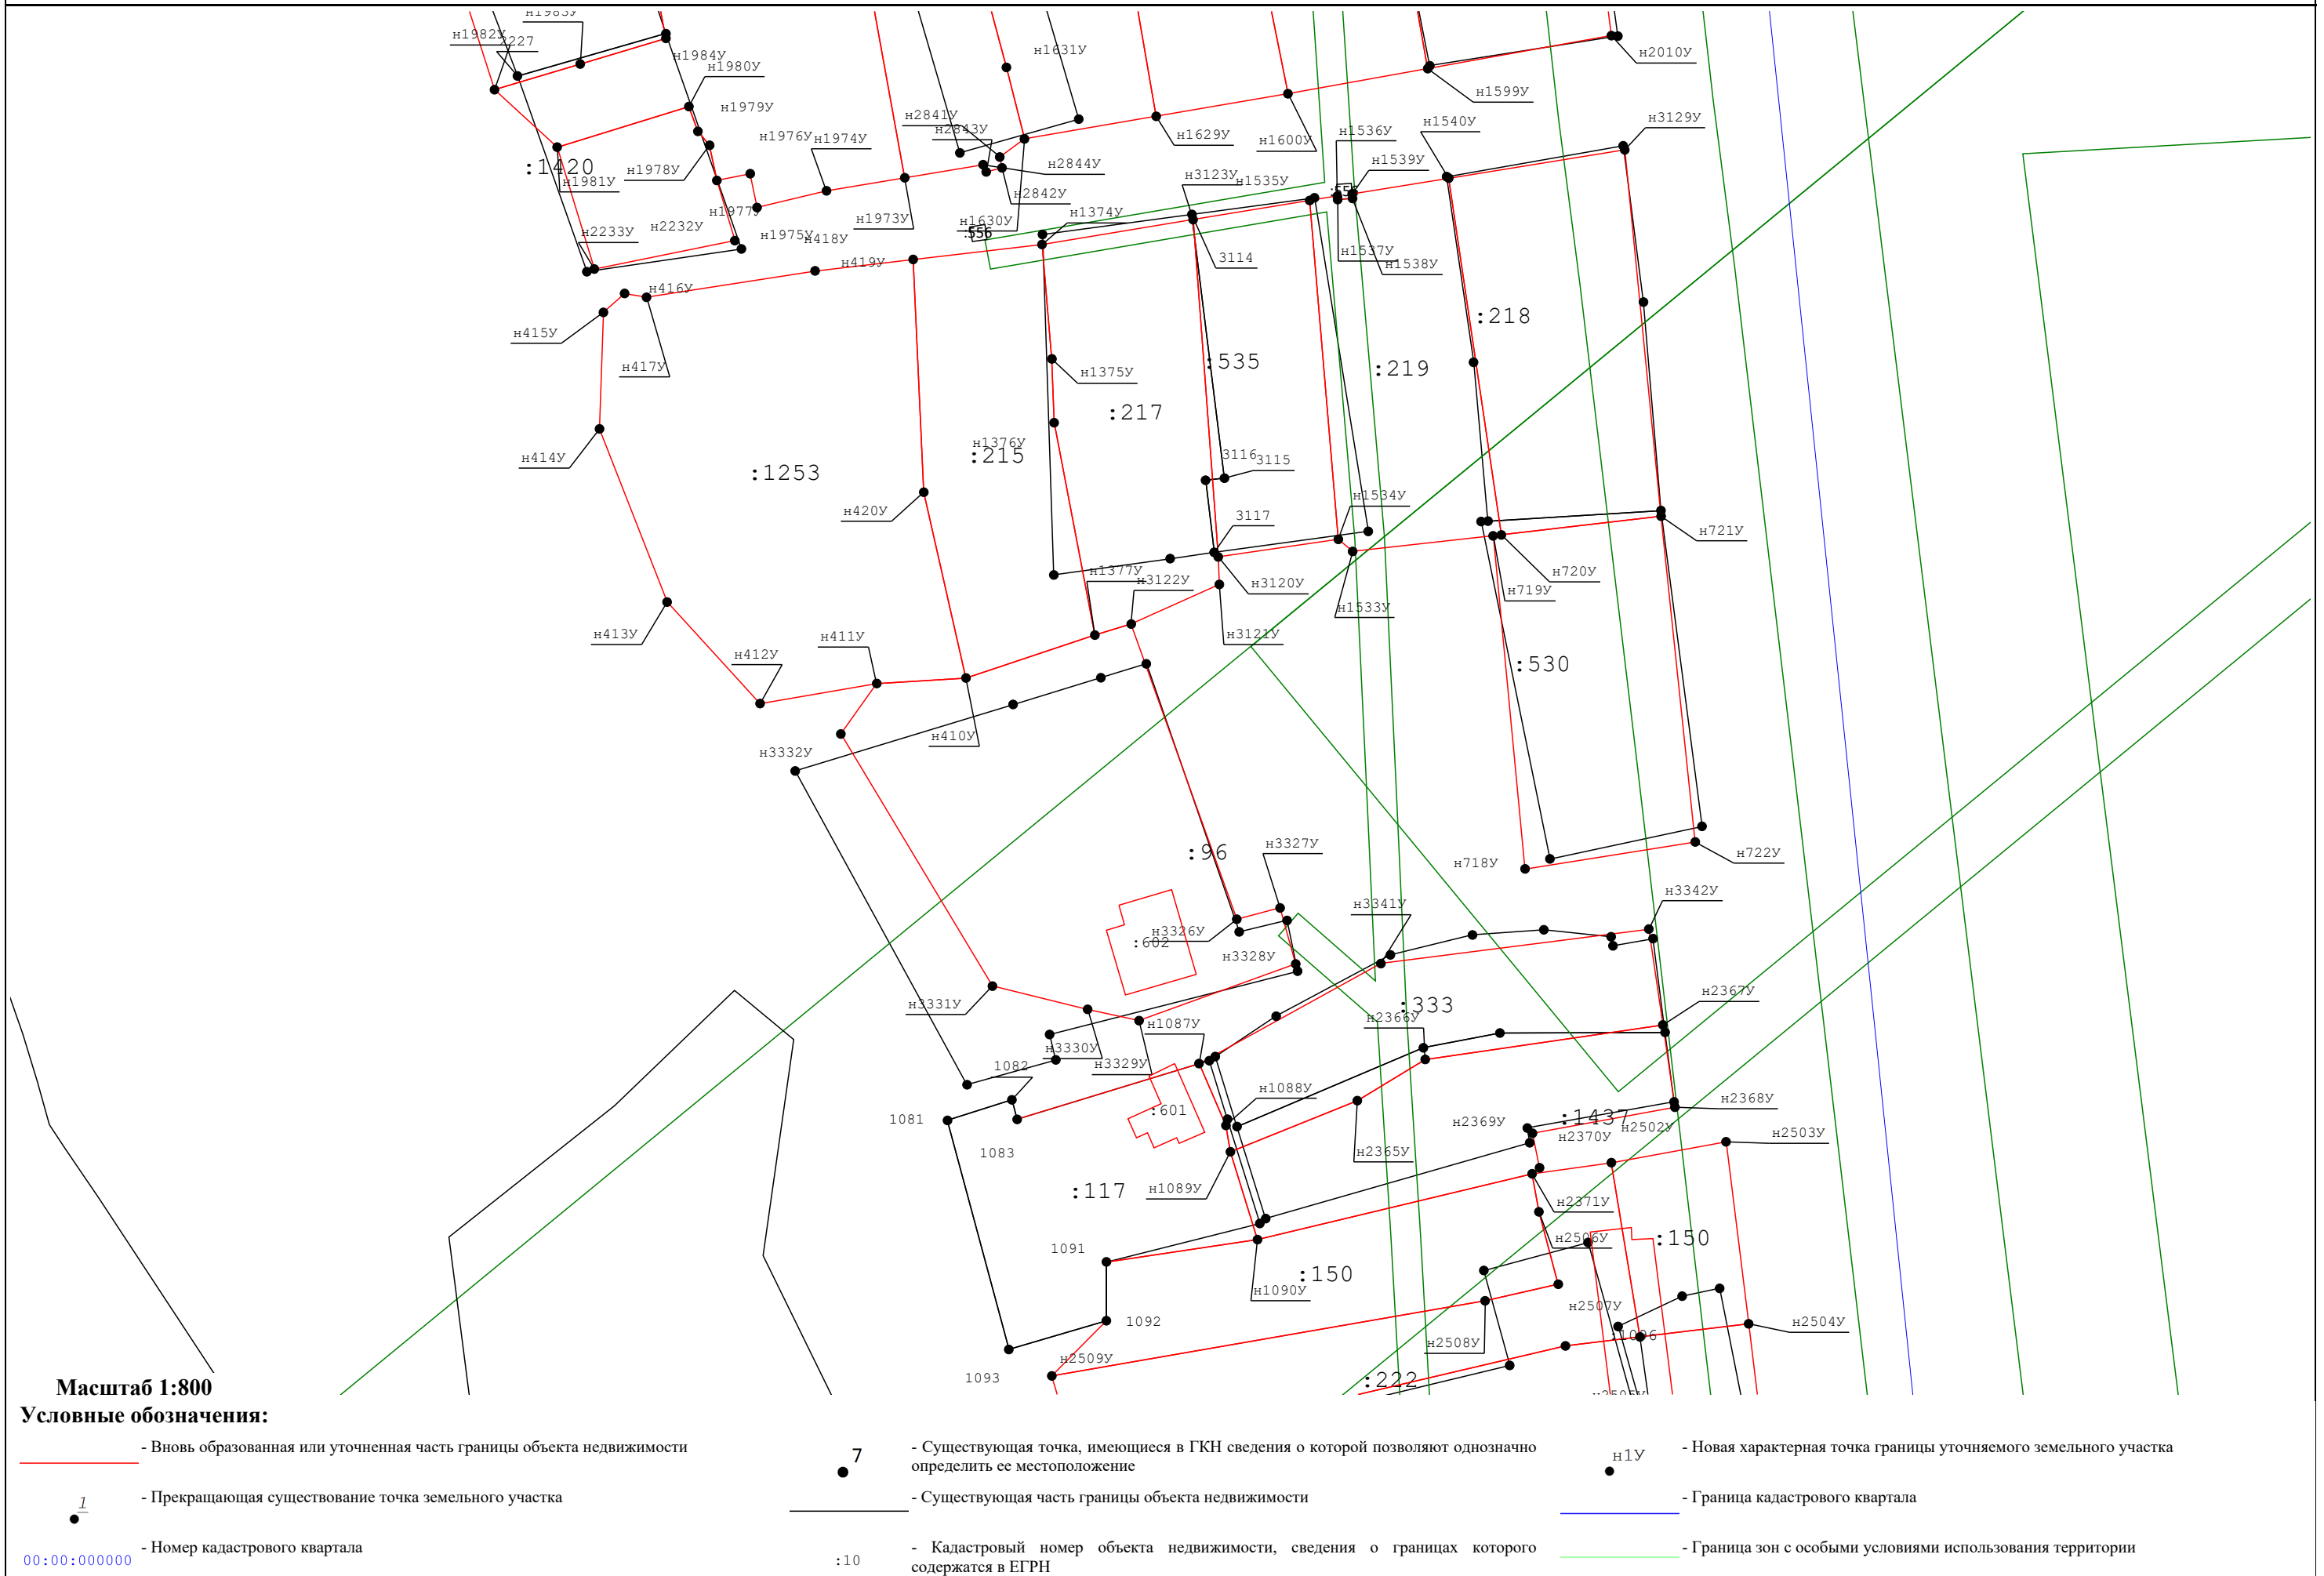 н1982У
н1983У
3227
н1984У
н1980У
н1979У
:1420
н1981У
н1978У
н1976У
н1974У
н2841У
н2843У
н1631У
н2844У
н2842У
н1973У
н1977У
н2232У
н2233У
н1975У
н418У
н419У
н1630У
:556
н1374У
н1629У
н1600У
н1599У
н2010У
н3129У
н1536У
н1540У
н1539У
н3123У
н1535У
н1537У
н1538У
3114
н416У
н415У
н417У
:218
:535
:219
н1375У
:217
н1376У
:215
:1253
н414У
н420У
3116
3115
3117
н1534У
н721У
н720У
н719У
н1377У
н3122У
н3120У
н1533У
н3121У
н413У
н411У
н412У
:530
н410У
н3332У
:96
н3327У
н718У
н722У
н3342У
н3341У
н3326У
:602
н3328У
н3331У
н2367У
:333
н2366У
н1087У
н3330У
н3329У
1082
1081
1083
:601
н1088У
:1437
н2368У
н2369У
н2370У
н2502У
н2503У
н2365У
:117
н1089У
н2371У
1091
н2506У
:150
:150
н1090У
1092
н2507У
н2508У
н2504У
н2509У
1093
:222
Масштаб 1:800
Условные обозначения:
- Вновь образованная или уточненная часть границы объекта недвижимости
7
- Существующая точка, имеющиеся в ГКН сведения о которой позволяют однозначно
определить ее местоположение
н1У
- Новая характерная точка границы уточняемого земельного участка
1
- Прекращающая существование точка земельного участка
- Существующая часть границы объекта недвижимости
- Граница кадастрового квартала
00:00:000000
- Номер кадастрового квартала
:10
- Кадастровый номер объекта недвижимости, сведения о границах которого
содержатся в ЕГРН
- Граница зон с особыми условиями использования территории